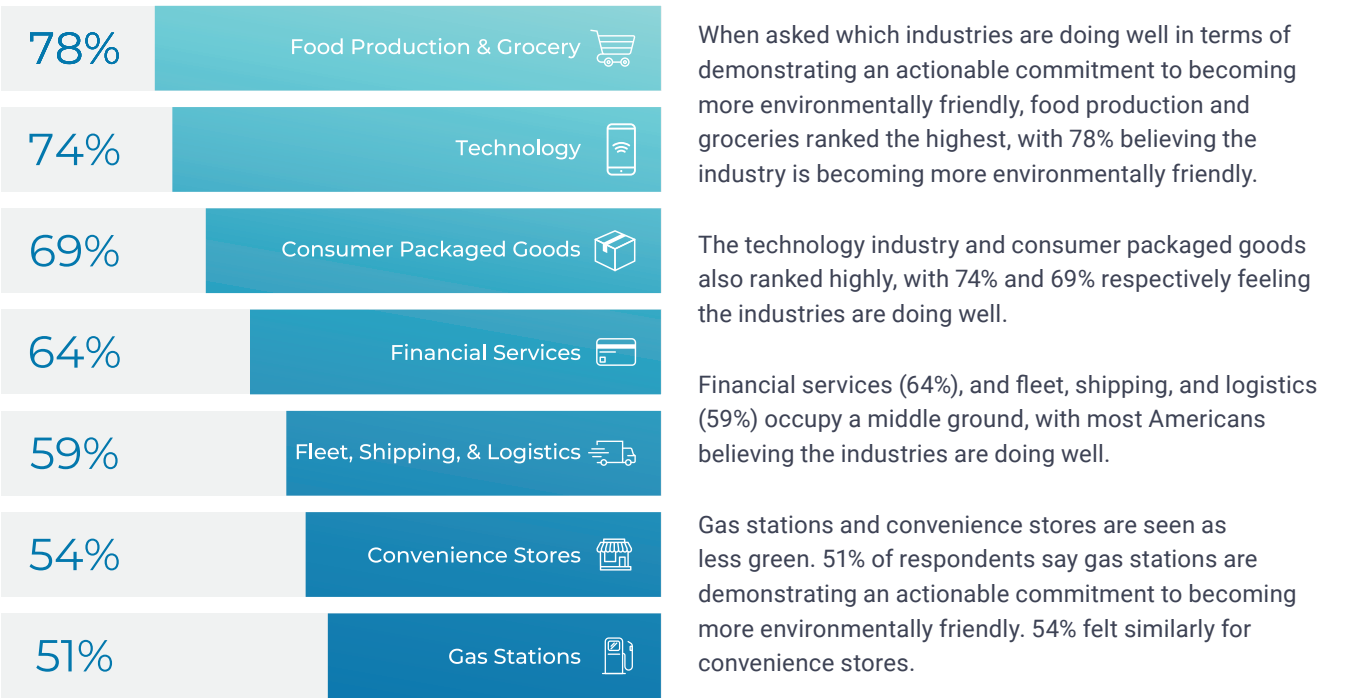 78%
Food Production & Grocery
74%
Technology
69%
Consumer Packaged Goods
64%
Financial Services
59%
Fleet, Shipping, & Logistics
54%
Convenience Stores
51%
Gas Stations
When asked which industries are doing well in terms of
demonstrating an actionable commitment to becoming
more environmentally friendly, food production and
groceries ranked the highest, with 78% believing the
industry is becoming more environmentally friendly.
The technology industry and consumer packaged goods
also ranked highly, with 74% and 69% respectively feeling
the industries are doing well.
Financial services (64%), and fleet, shipping, and logistics
(59%) occupy a middle ground, with most Americans
believing the industries are doing well.
Gas stations and convenience stores are seen as
less green. 51% of respondents say gas stations are
demonstrating an actionable commitment to becoming
more environmentally friendly. 54% felt similarly for
convenience stores.